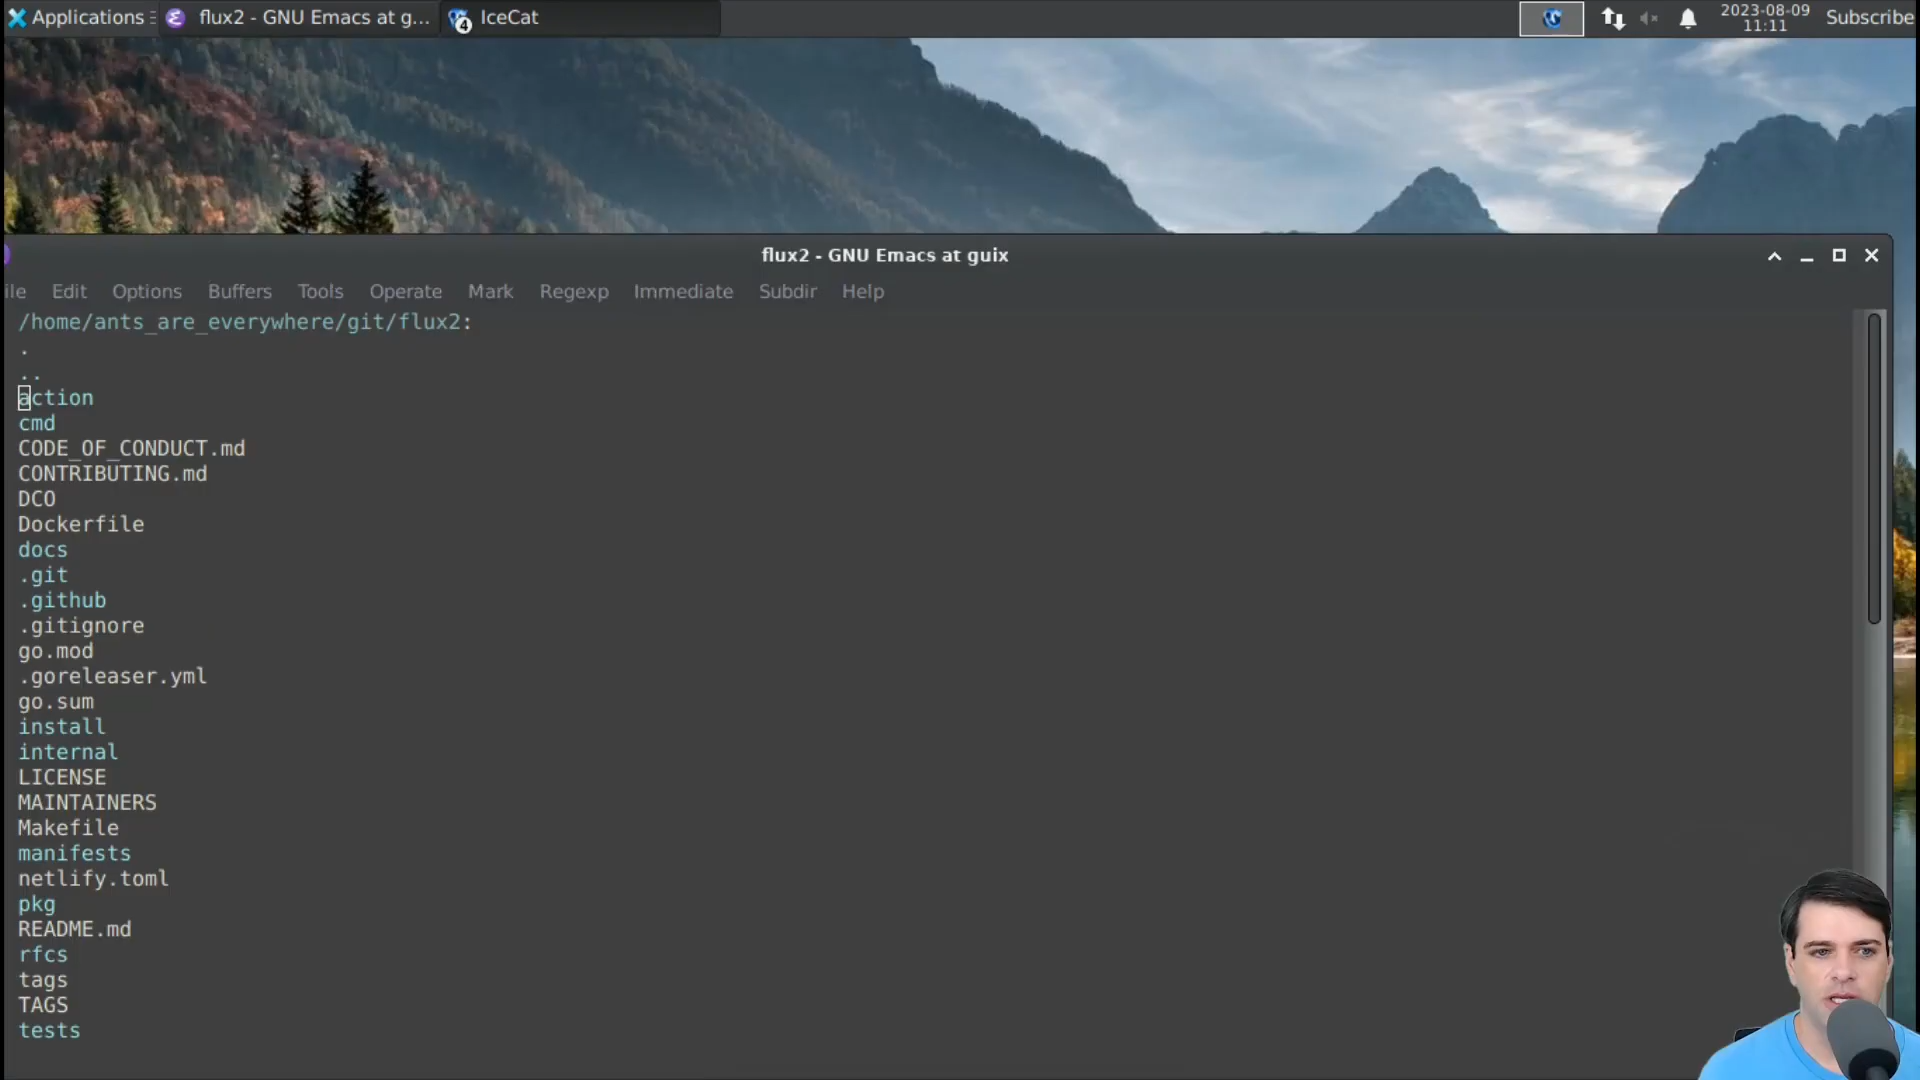 Applications
flux2 - GNU Emacs at g...
4
IceCat
2023-08-09
11:11
Subscribe
flux2 - GNU Emacs at guix
ile Edit Options Buffers Tools Operate Mark Regexp Immediate Subdir Help
/home/ants_are_everywhere/git/flux2:
.
..
action
cmd
CODE_OF_CONDUCT.md
CONTRIBUTING.md
DCO
Dockerfile
docs
.git
.github
.gitignore
go.mod
.goreleaser.yml
go.sum
install
internal
LICENSE
MAINTAINERS
Makefile
manifests
netlify.toml
pkg
README.md
rfcs
tags
TAGS
tests